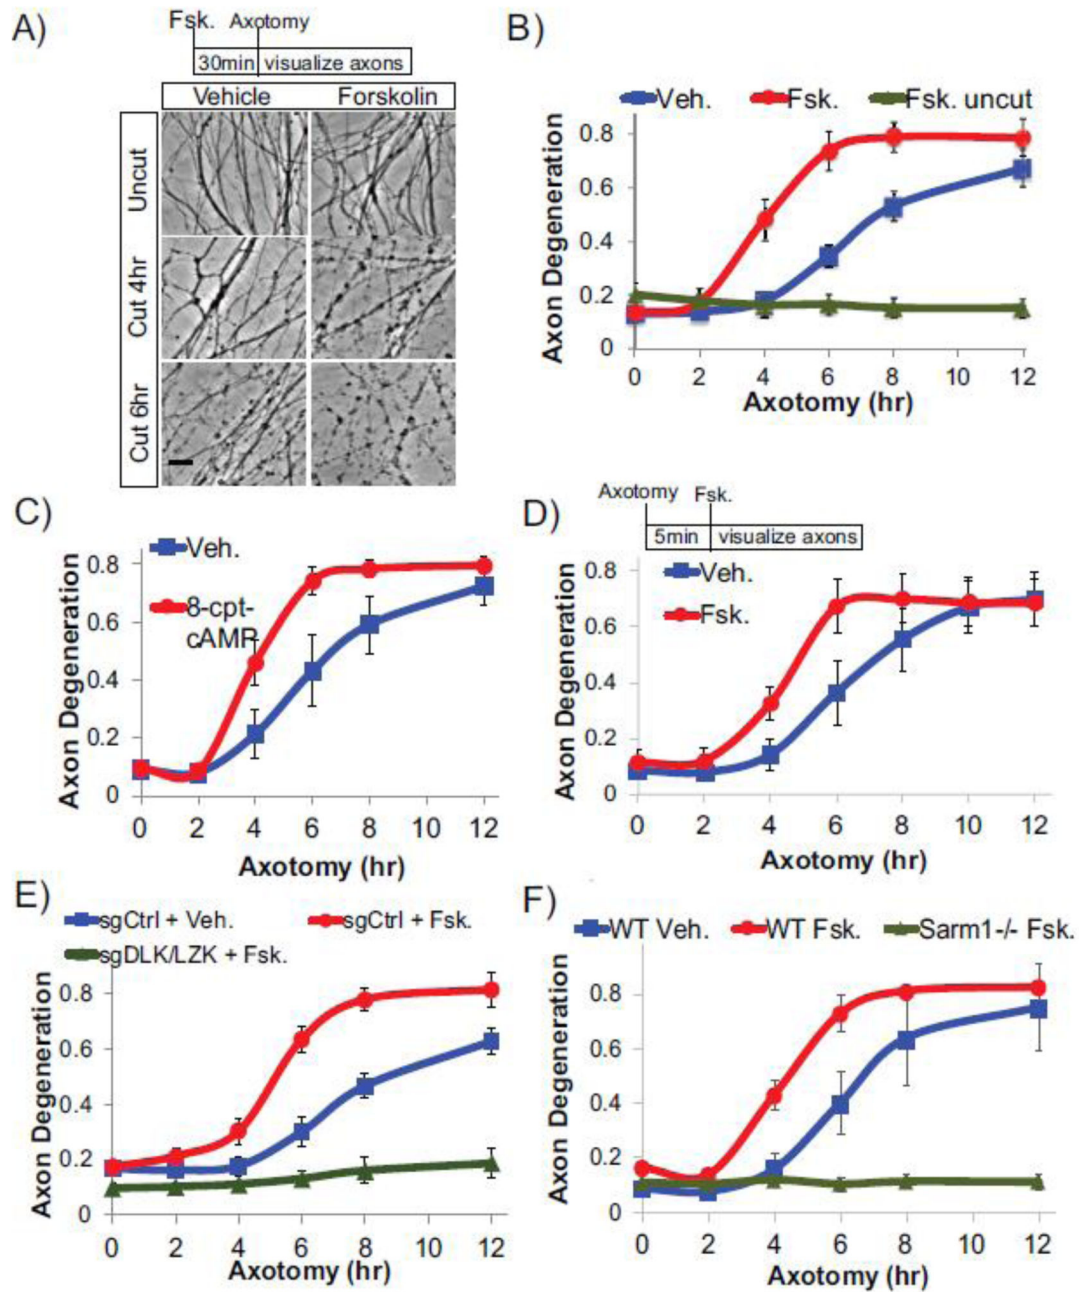 A)
Fsk. Axotomy
30min visualize axons
Vehicle Forskolin
Uncut
Cut 4hr
Cut 6hr
B)
Veh. Fsk. Fsk. uncut
Axon Degeneration
0.8
0.6
0.4
0.2
0
0 2 4 6 8 10 12
Axotomy (hr)
C)
Veh.
8-cpt-
cAMP
Axon Degeneration
0.8
0.6
0.4
0.2
0
0 2 4 6 8 10 12
Axotomy (hr)
D)
Axotomy Fsk.
5min visualize axons
Veh.
Fsk.
Axon Degeneration
0.8
0.6
0.4
0.2
0
0 2 4 6 8 10 12
Axotomy (hr)
E)
sgCtrl + Veh. sgCtrl + Fsk.
sgDLK/LZK + Fsk.
Axon Degeneration
0.8
0.6
0.4
0.2
0
0 2 4 6 8 10 12
Axotomy (hr)
F)
WT Veh. WT Fsk. Sarm1-/- Fsk.
Axon Degeneration
0.8
0.6
0.4
0.2
0
0 2 4 6 8 10 12
Axotomy (hr)